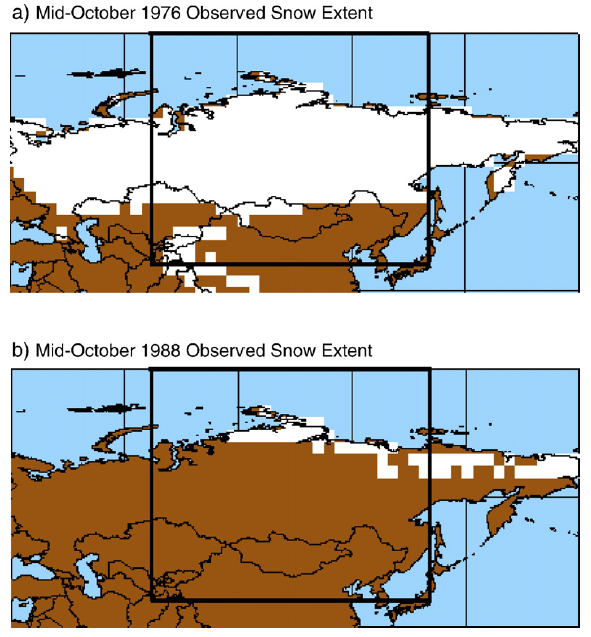 a) Mid-October 1976 Observed Snow Extent
b) Mid-October 1988 Observed Snow Extent